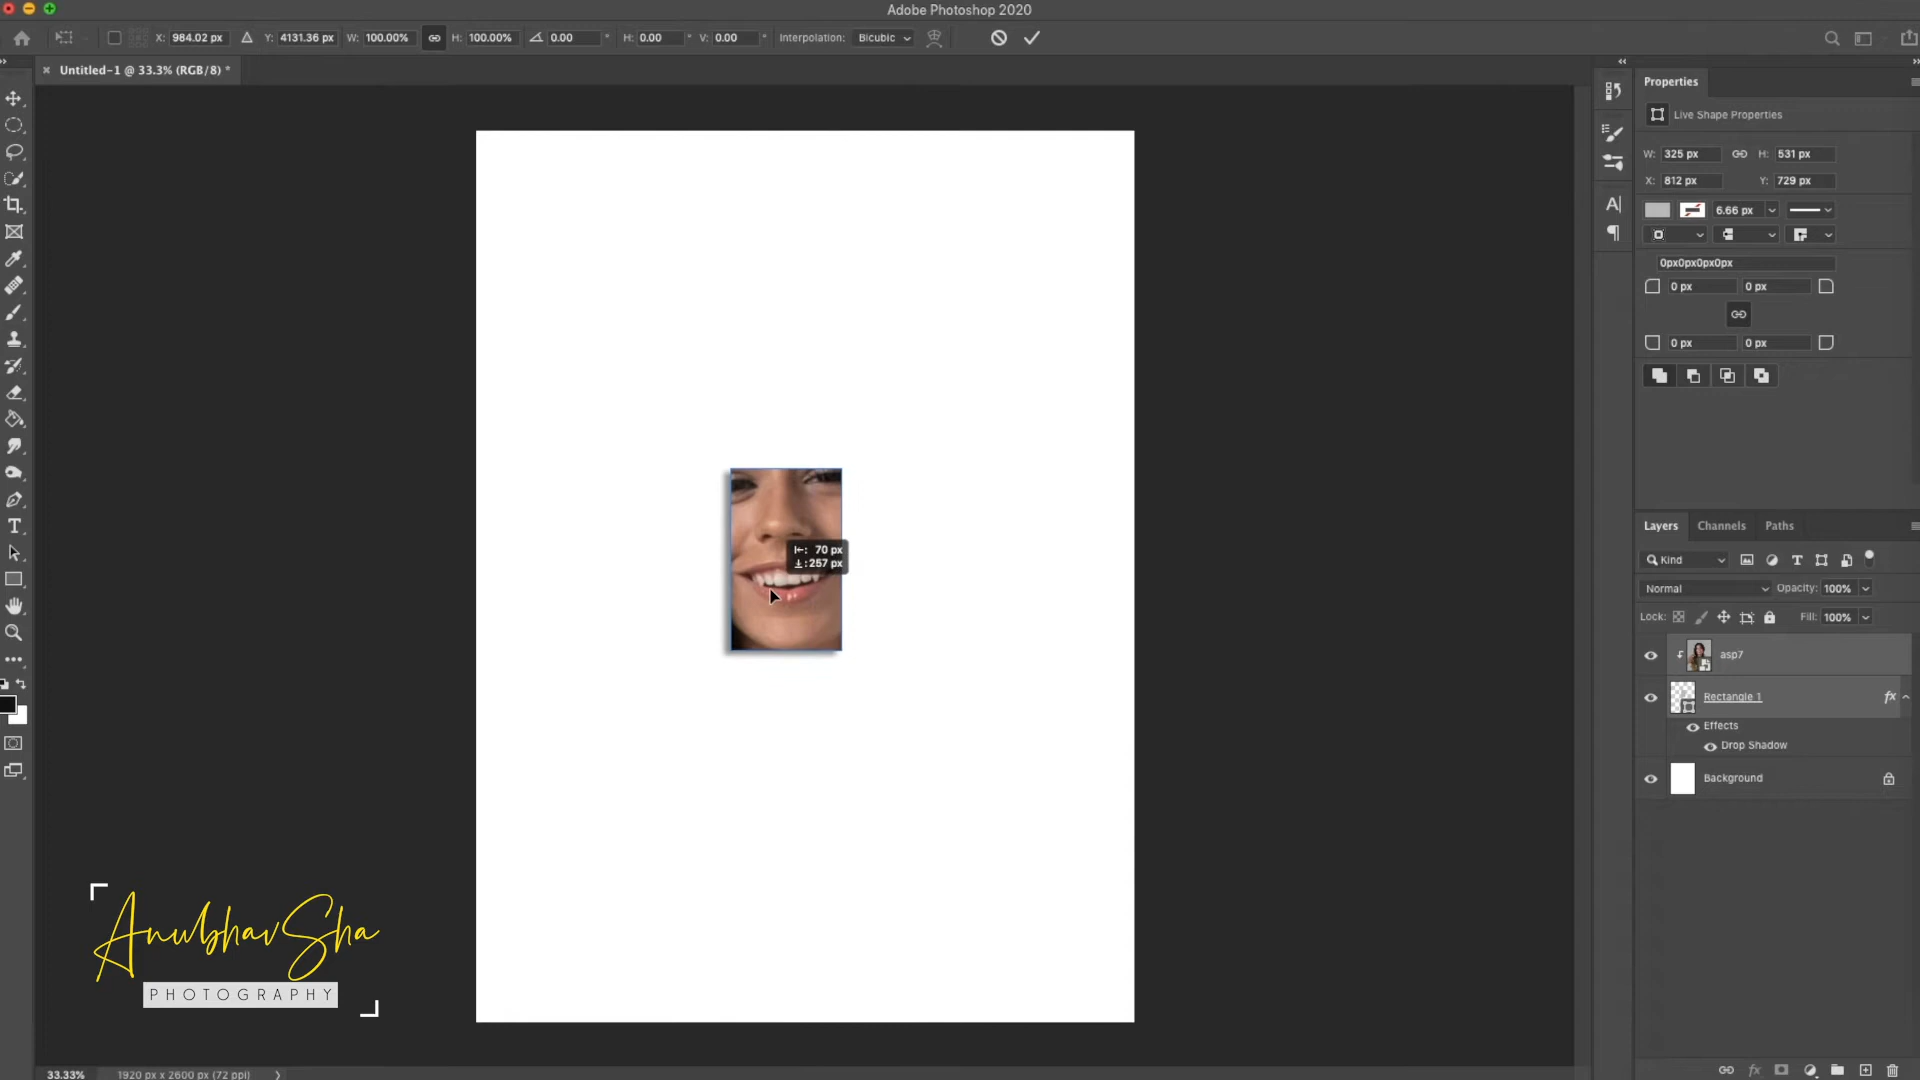 Adobe Photoshop 2020
X: 984.02 px Y: 4131.36 px W: 100.00% H: 100.00% 0.00 ° H: 0.00 ° V: 0.00 ° Interpolation: Bicubic
Untitled-1 @ 33.3% (RGB/8) *
Properties
Live Shape Properties
W: 325 px H: 531 px
X: 812 px Y: 729 px
6.66 px
0px0px0px0px
0 px 0 px
0 px 0 px
70 px
257 px
Layers Channels Paths
Kind
Normal Opacity: 100%
Lock: Fill: 100%
asp7
Rectangle 1 fx
Effects
Drop Shadow
Background
AnubhavSha
PHOTOGRAPHY
33.33% 1920 px x 2600 px (72 ppi)